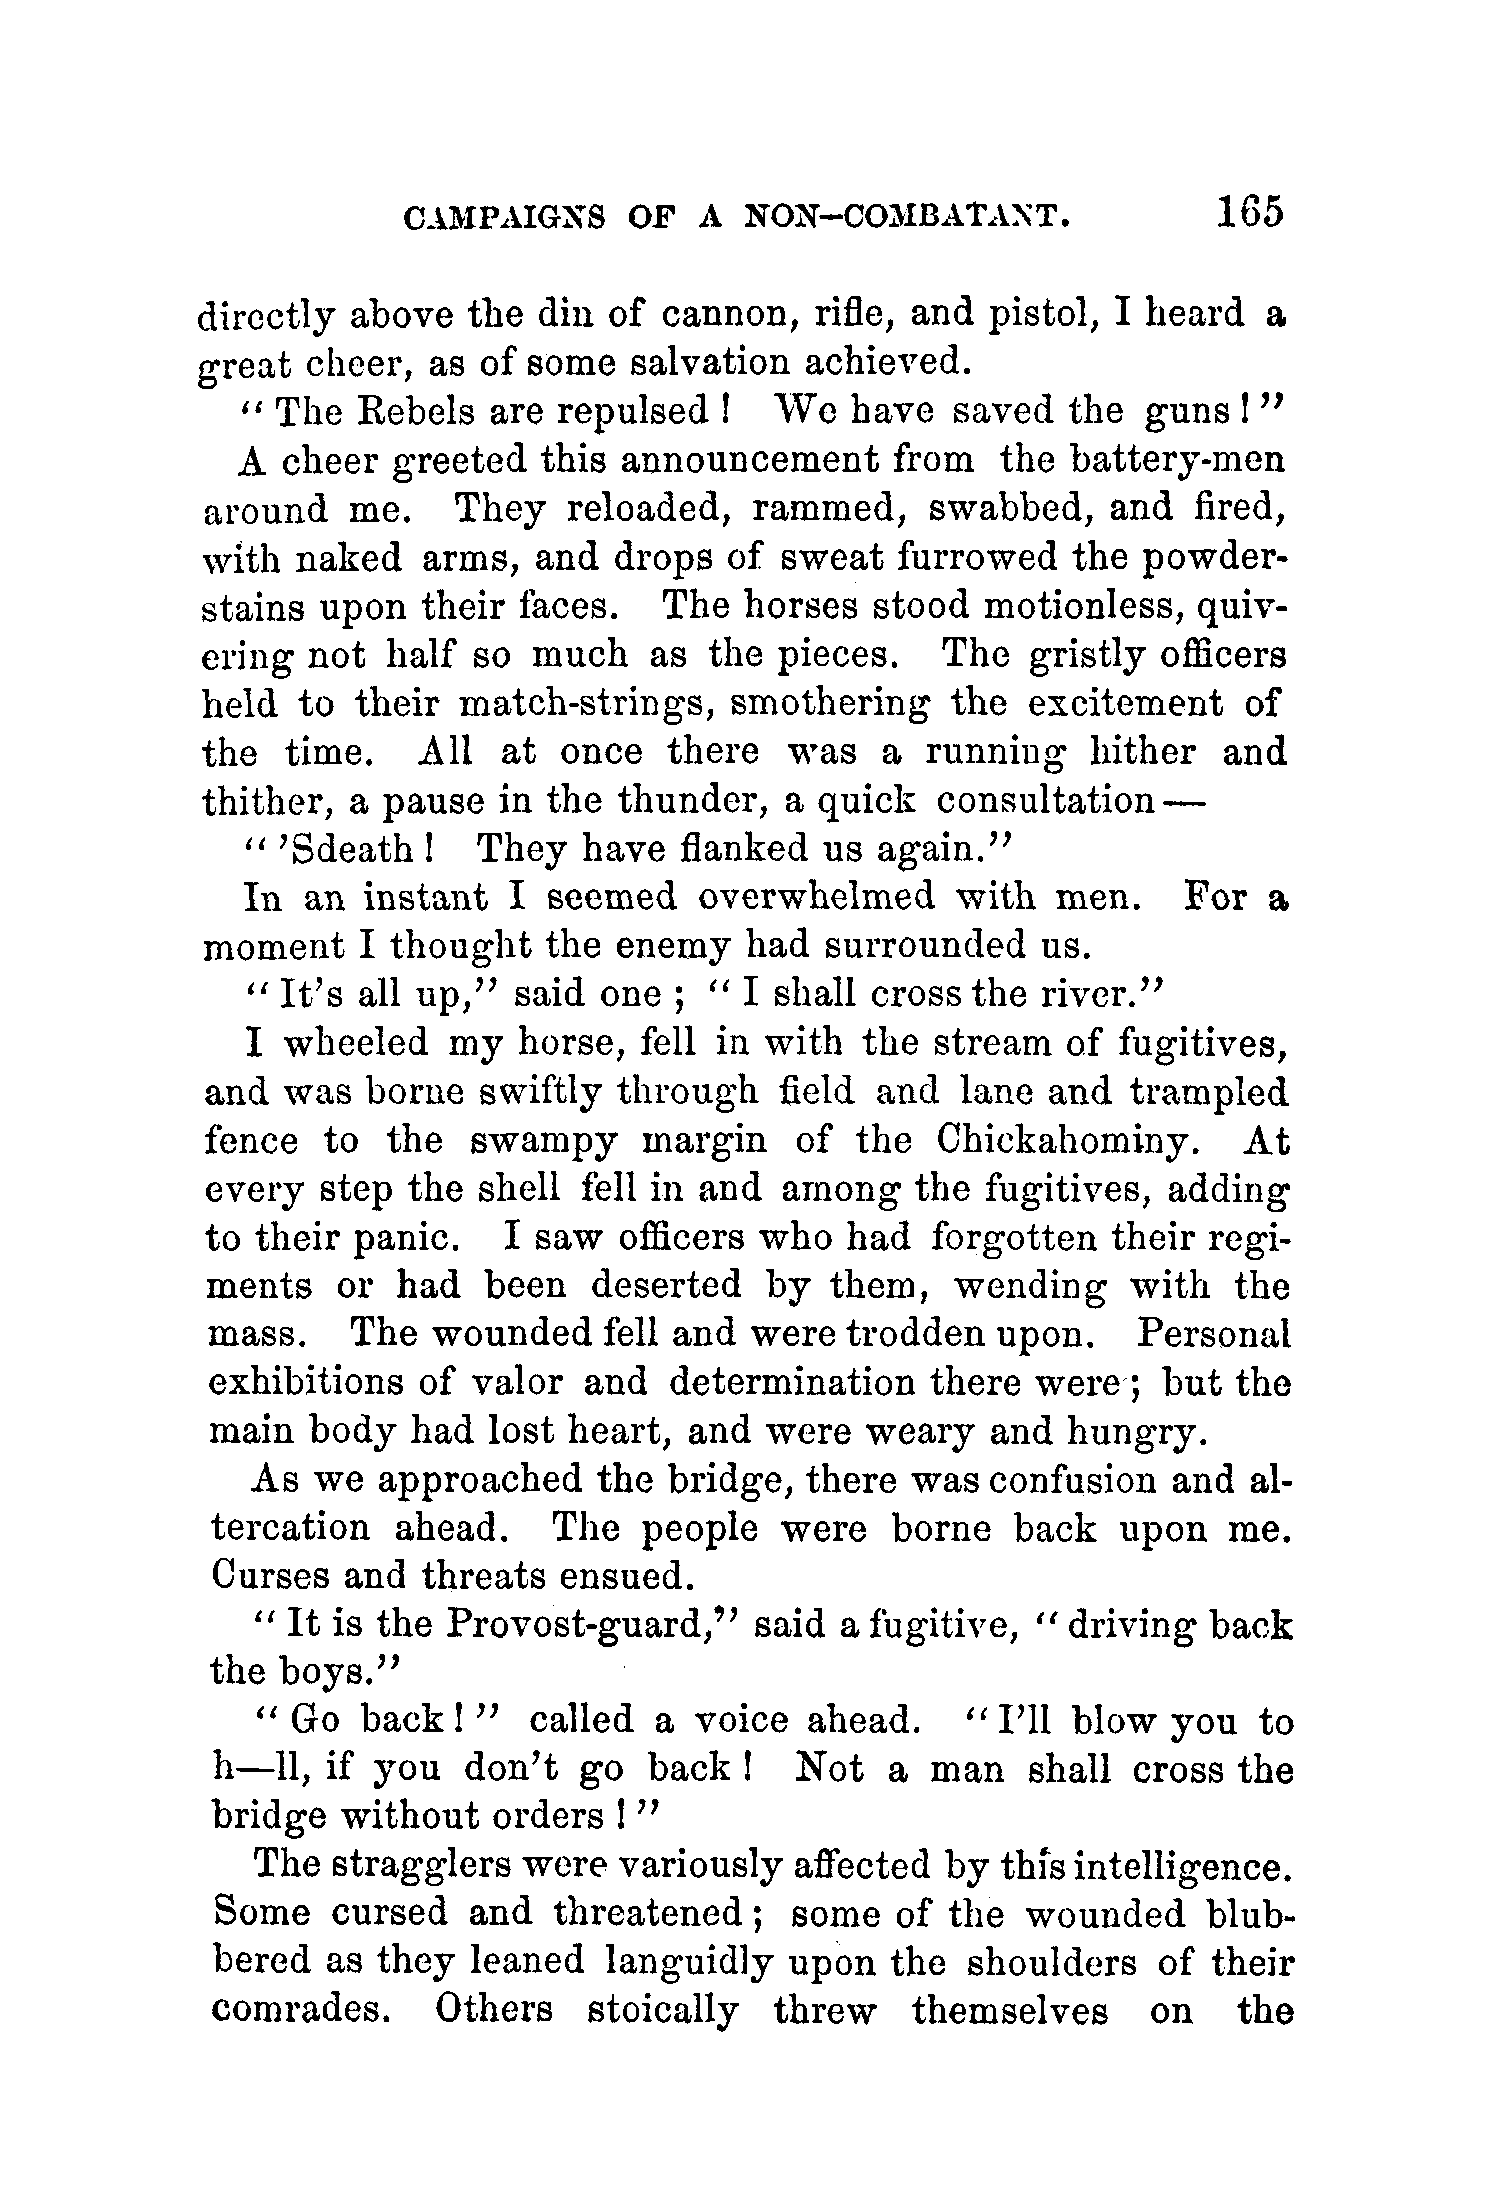 CAMPAIGNS OF A NON-COMBATANT. 165
directly above the din of cannon, rifle, and pistol, I heard a
great cheer, as of some salvation achieved.
“ The Rebels are repulsed ! We have saved the guns ! ”
A cheer greeted this announcement from the battery-men
around me. They reloaded, rammed, swabbed, and fired,
with naked arms, and drops of sweat furrowed the powder-
stains upon their faces. The horses stood motionless, quiv-
ering not half so much as the pieces. The gristly officers
held to their match-strings, smothering the excitement of
the time. All at once there was a running hither and
thither, a pause in the thunder, a quick consultation —
“ ’Sdeath ! They have flanked us again.”
In an instant I seemed overwhelmed with men. For a
moment I thought the enemy had surrounded us.
“ It’s all up,” said one ; “ I shall cross the river.”
I wheeled my horse, fell in with the stream of fugitives,
and was borne swiftly through field and lane and trampled
fence to the swampy margin of the Chickahominy. At
every step the shell fell in and among the fugitives, adding
to their panic. I saw officers who had forgotten their regi-
ments or had been deserted by them, wending with the
mass. The wounded fell and were trodden upon. Personal
exhibitions of valor and determination there were ; but the
main body had lost heart, and were weary and hungry.
As we approached the bridge, there was confusion and al-
tercation ahead. The people were borne back upon me.
Curses and threats ensued.
“ It is the Provost-guard,” said a fugitive, “ driving back
the boys.”
“ Go back ! ” called a voice ahead. “ I’ll blow you to
h—ll, if you don’t go back ! Not a man shall cross the
bridge without orders ! ”
The stragglers were variously affected by this intelligence.
Some cursed and threatened ; some of the wounded blub-
bered as they leaned languidly upon the shoulders of their
comrades. Others stoically threw themselves on the